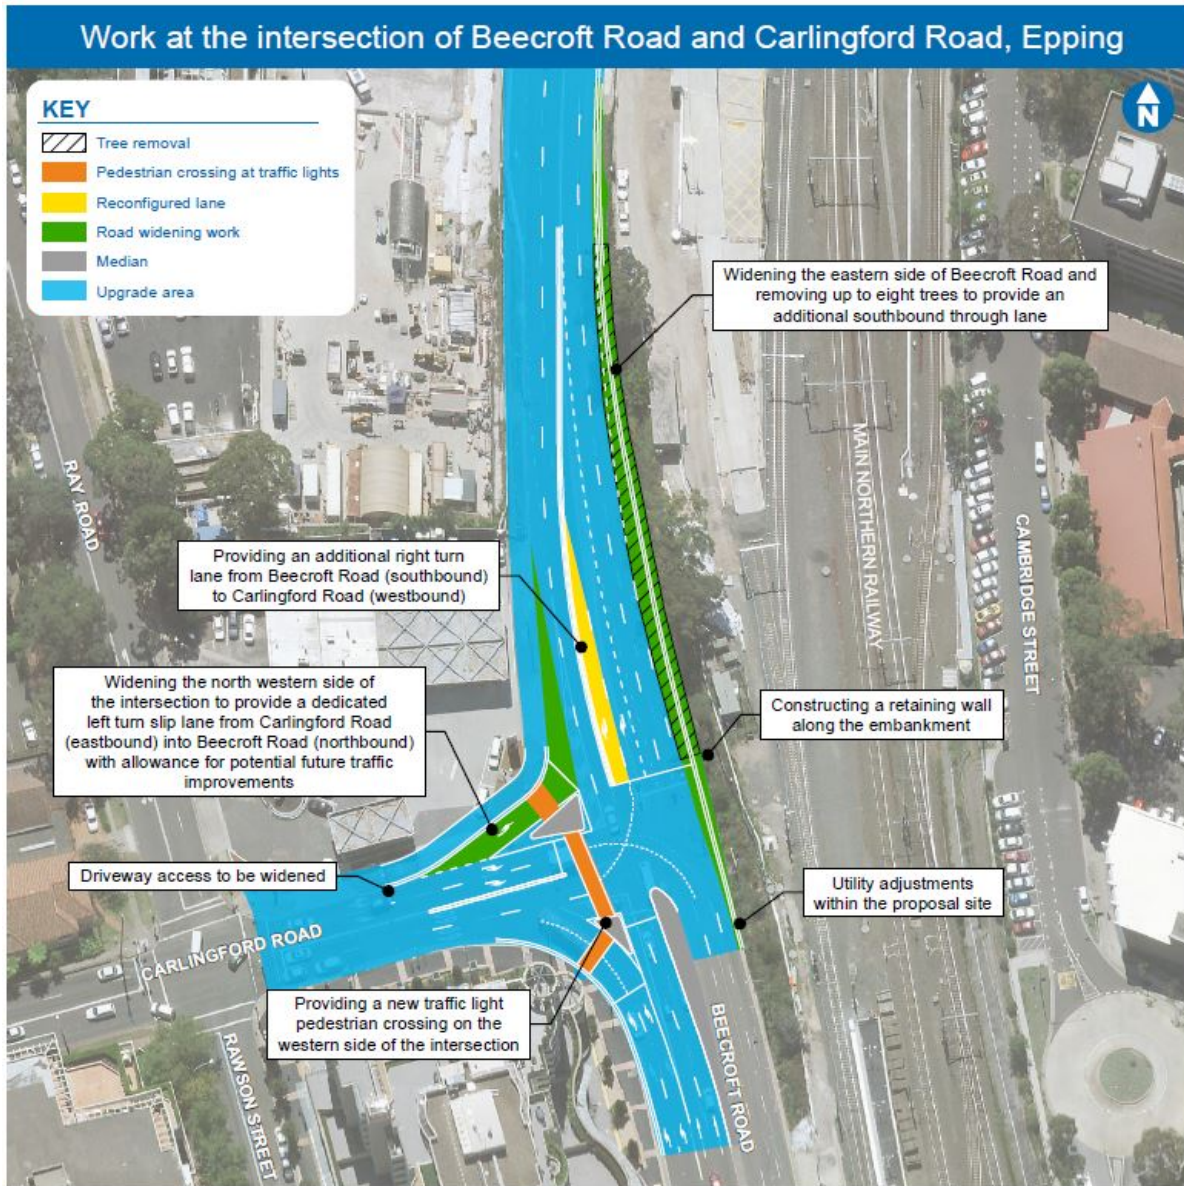 Work at the intersection of Beecroft Road and Carlingford Road, Epping
KEY
Tree removal
Pedestrian crossing at traffic lights
Reconfigured lane
Road widening work
Median
Upgrade area
N
Widening the eastern side of Beecroft Road and
removing up to eight trees to provide an
additional southbound through lane
RAY ROAD
MAIN NORTHERN RAILWAY
CAMBRIDGE STREET
Providing an additional right turn
lane from Beecroft Road (southbound)
to Carlingford Road (westbound)
Widening the north western side of
the intersection to provide a dedicated
left turn slip lane from Carlingford Road
(eastbound) into Beecroft Road (northbound)
with allowance for potential future traffic
improvements
Constructing a retaining wall
along the embankment
Driveway access to be widened
Utility adjustments
within the proposal site
CARLINGFORD ROAD
Providing a new traffic light
pedestrian crossing on the
western side of the intersection
RAWSON STREET
BEECROFT ROAD